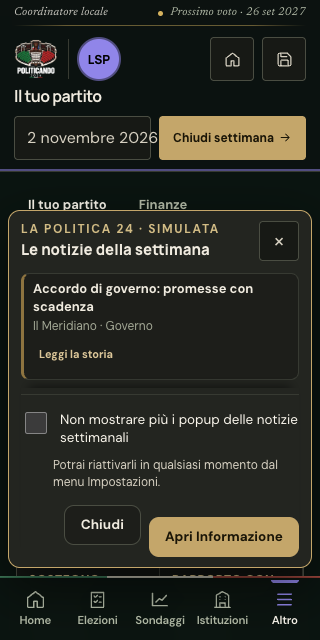 Coordinatore locale
Prossimo voto · 26 set 2027
POLITICANDO
LSP
Il tuo partito
2 novembre 2026
Chiudi settimana →
Il tuo partito
Finanze
LA POLITICA 24 · SIMULATA
Le notizie della settimana
×
Accordo di governo: promesse con
scadenza
Il Meridiano · Governo
Leggi la storia
Non mostrare più i popup delle notizie
settimanali
Potrai riattivarli in qualsiasi momento dal
menu Impostazioni.
Chiudi
Apri Informazione
Home
Elezioni
Sondaggi
Istituzioni
Altro